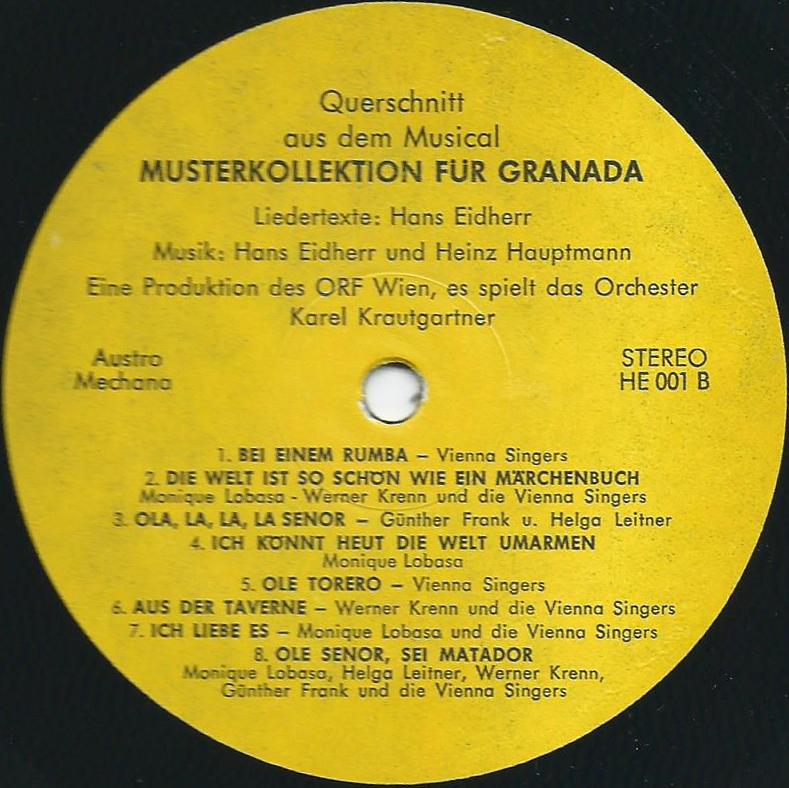 Querschnitt
aus dem Musical
MUSTERKOLLEKTION FÜR GRANADA
Liedertexte: Hans Eidherr
Musik: Hans Eidherr und Heinz Hauptmann
Eine Produktion des ORF Wien, es spielt das Orchester
Karel Krautgartner
Austro
Mechana
STEREO
HE 001 B
1. BEI EINEM RUMBA – Vienna Singers
2. DIE WELT IST SO SCHÖN WIE EIN MÄRCHENBUCH
Monique Lobasa - Werner Krenn und die Vienna Singers
3. OLA, LA, LA, LA SENOR – Günther Frank u. Helga Leitner
4. ICH KÖNNT HEUT DIE WELT UMARMEN
Monique Lobasa
5. OLE TORERO – Vienna Singers
6. AUS DER TAVERNE – Werner Krenn und die Vienna Singers
7. ICH LIEBE ES – Monique Lobasa und die Vienna Singers
8. OLE SENOR, SEI MATADOR
Monique Lobasa, Helga Leitner, Werner Krenn,
Günther Frank und die Vienna Singers